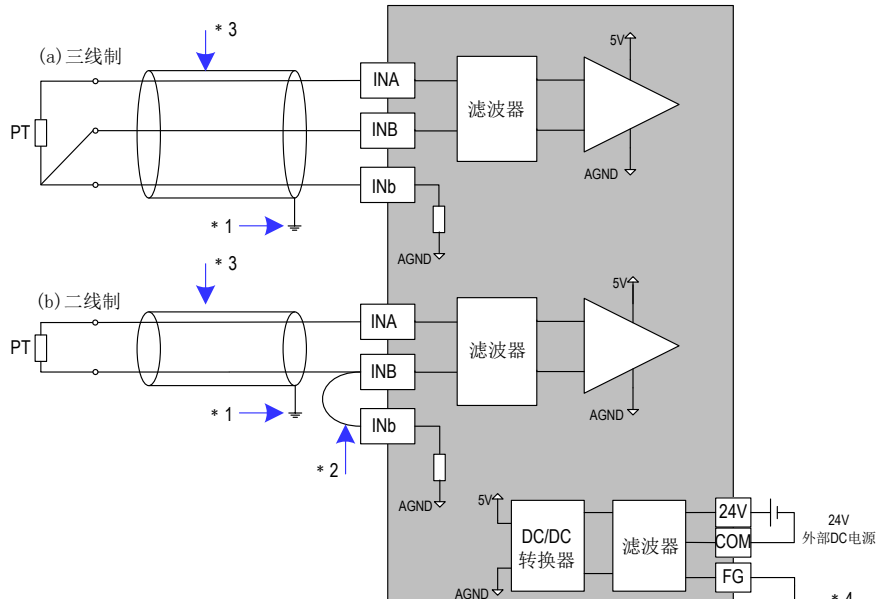 * 3
(a)三线制
5V
INA
滤波器
PT
INB
AGND
INb
* 1
AGND
* 3
5V
(b)二线制
INA
滤波器
PT
INB
* 1
AGND
INb
* 2
AGND
5V
24V
24V
外部DC电源
DC/DC
转换器
滤波器
COM
FG
AGND
* 4